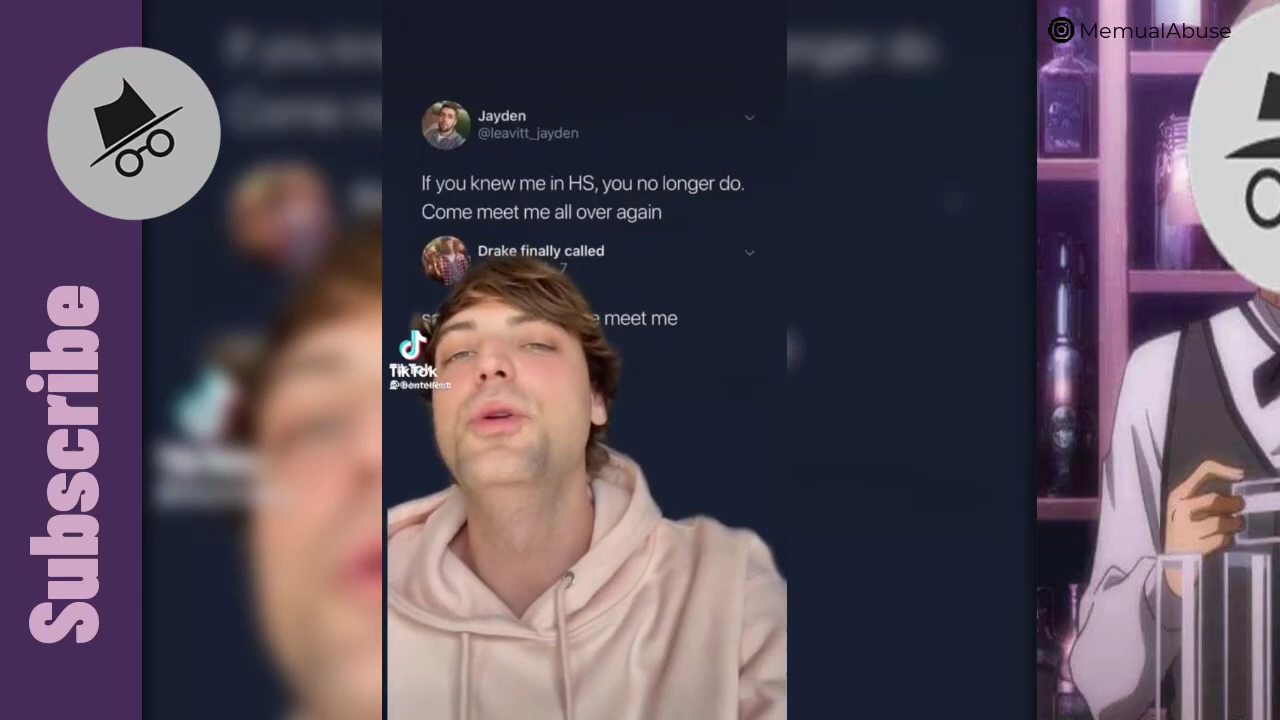 Subscribe
MemualAbuse
Jayden
@leavitt_jayden
If you knew me in HS, you no longer do.
Come meet me all over again
Drake finally called
7
meet me
TikTok